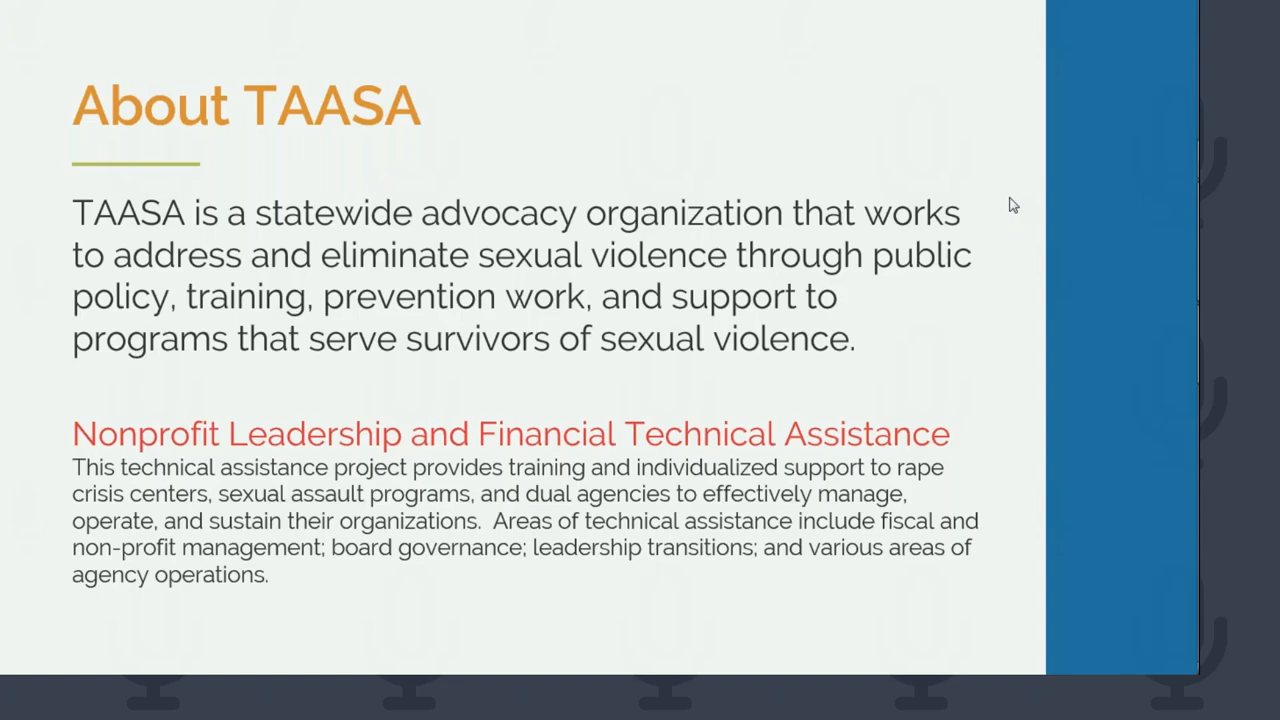 About TAASA
TAASA is a statewide advocacy organization that works
to address and eliminate sexual violence through public
policy, training, prevention work, and support to
programs that serve survivors of sexual violence.
Nonprofit Leadership and Financial Technical Assistance
This technical assistance project provides training and individualized support to rape
crisis centers, sexual assault programs, and dual agencies to effectively manage,
operate, and sustain their organizations.  Areas of technical assistance include fiscal and
non-profit management; board governance; leadership transitions; and various areas of
agency operations.